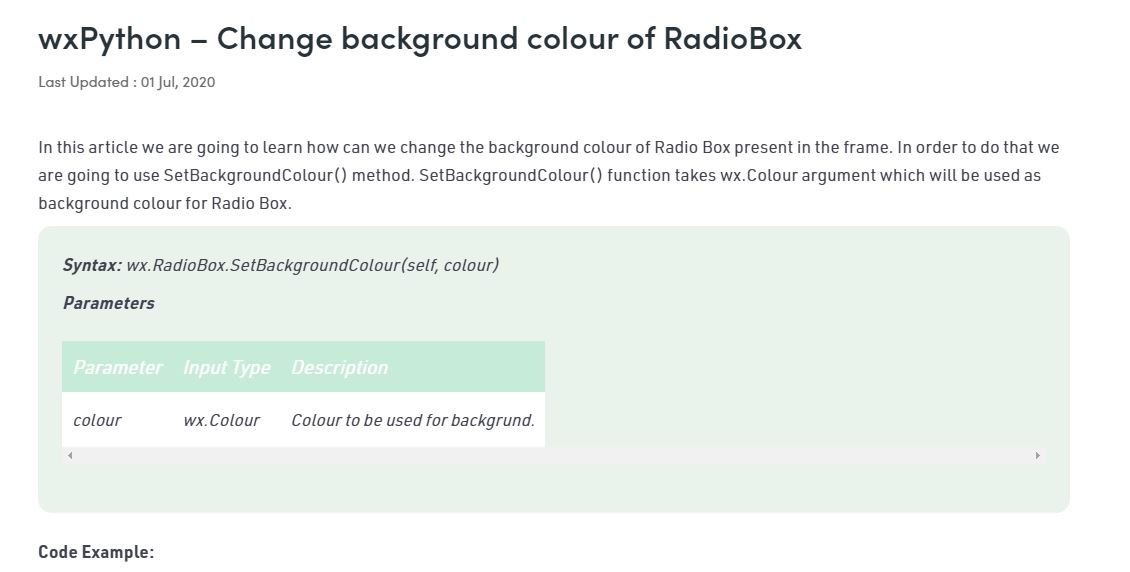 wxPython – Change background colour of RadioBox
Last Updated : 01 Jul, 2020
In this article we are going to learn how can we change the background colour of Radio Box present in the frame. In order to do that we
are going to use SetBackgroundColour() method. SetBackgroundColour() function takes wx.Colour argument which will be used as
background colour for Radio Box.
Syntax: wx.RadioBox.SetBackgroundColour(self, colour)
Parameters
Parameter Input Type Description
colour wx.Colour Colour to be used for backgrund.
Code Example: